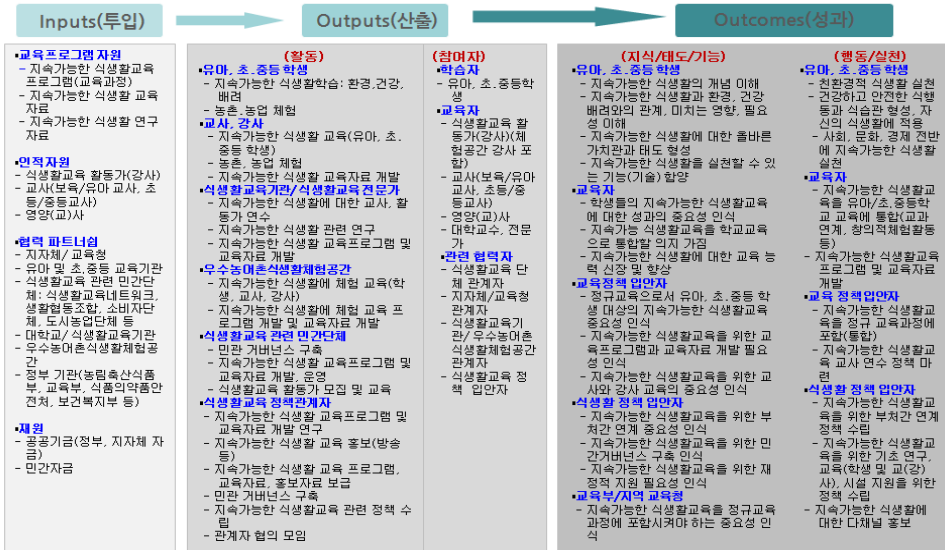 Inputs(투입)
Outputs(산출)
Outcomes(성과)
▪교육프로그램 자원
- 지속가능한 식생활교육
프로그램(교육과정)
- 지속가능한 식생활 교육
자료
- 지속가능한 식생활 연구
자료
▪인적자원
- 식생활교육 활동가(강사)
- 교사(보육/유아 교사, 초
등/중등교사)
- 영양(교)사
▪협력 파트너쉽
- 지자체/ 교육청
- 유아 및 초.중등 교육기관
- 식생활교육 관련 민간단
체: 식생활교육네트워크,
생활협동조합, 소비자단
체, 도시농업단체 등
- 대학교/ 식생활교육기관
- 우수농어촌식생활체험공
간
- 정부 기관(농림축산식품
부, 교육부, 식품의약품안
전처, 보건복지부 등)
▪재원
- 공공기금(정부, 지자체 자
금)
- 민간자금
(활동)
▪유아, 초.중등 학생
- 지속가능한 식생활학습: 환경,건강,
배려
- 농촌.농업 체험
▪교사, 강사
- 지속가능한 식생활 교육(유아, 초.
중등 학생)
- 농촌, 농업 체험
- 지속가능한 식생활 교육자료 개발
▪식생활교육기관/식생활교육 전문가
- 지속가능한 식생활에 대한 교사, 활
동가 연수
- 지속가능한 식생활 관련 연구
- 지속가능한 식생활 교육프로그램 및
교육자료 개발
▪우수농어촌식생활체험공간
- 지속가능한 식생활에 체험 교육(학
생, 교사, 강사)
- 지속가능한 식생활에 체험 교육 프
로그램 개발 및 교육자료 개발
▪식생활교육 관련 민간단체
- 민관 거버넌스 구축
- 지속가능한 식생활 교육프로그램 및
교육자료 개발, 운영
- 식생활교육 활동가 모집 및 교육
▪식생활교육 정책관계자
- 지속가능한 식생활 교육프로그램 및
교육자료 개발 연구
- 지속가능한 식생활 교육 홍보(방송
등)
- 지속가능한 식생활 교육 프로그램,
교육자료, 홍보자료 보급
- 민관 거버넌스 구축
- 지속가능한 식생활교육 관련 정책 수
립
- 관계자 협의 모임
(참여자)
▪학습자
- 유아, 초.중등학
생
▪교육자
- 식생활교육 활
동가(강사)(체
험공간 강사 포
함)
- 교사(보육/유아
교사, 초등/중
등교사)
- 영양(교)사
- 대학교수, 전문
가
▪관련 협력자
- 식생활교육 단
체 관계자
- 지자체/교육청
관계자
- 식생활교육기
관/ 우수농어촌
식생활체험공간
관계자
- 식생활교육 정
책 입안자
(지식/태도/기능)
▪유아, 초.중등 학생
- 지속가능한 식생활의 개념 이해
- 지속가능한 식생활과 환경, 건강
배려와의 관계, 미치는 영향, 필요
성 이해
- 지속가능한 식생활에 대한 올바른
가치관과 태도 형성
- 지속가능한 식생활을 실천할 수 있
는 기능(기술) 함양
▪교육자
- 학생들의 지속가능한 식생활교육
에 대한 성과의 중요성 인식
- 지속가능 식생활교육을 학교교육
으로 통합할 의지 가짐
- 지속가능한 식생활에 대한 교육 능
력 신장 및 향상
▪교육정책 입안자
- 정규교육으로서 유아, 초.중등 학
생 대상의 지속가능한 식생활교육
중요성 인식
- 지속가능한 식생활교육을 위한 교
육프로그램과 교육자료 개발 필요
성 인식
- 지속가능한 식생활교육을 위한 교
사와 강사 교육의 중요성 인식
▪식생활 정책 입안자
- 지속가능한 식생활교육을 위한 부
처간 연계 중요성 인식
- 지속가능한 식생활교육을 위한 민
간거버넌스 구축 인식
- 지속가능한 식생활교육을 위한 재
정적 지원 필요성 인식
▪교육부/지역 교육청
- 지속가능한 식생활교육을 정규교육
과정에 포함시켜야 하는 중요성 인
식
(행동/실천)
▪유아, 초.중등 학생
- 친환경적 식생활 실천
- 건강하고 안전한 식행
동과 식습관 형성, 자
신의 식생활에 적용
- 사회, 문화, 경제 전반
에 지속가능한 식생활
실천
▪교육자
- 지속가능한 식생활교
육을 유아/초.중등학
교 교육에 통합(교과
연계, 창의적체험활동
등)
- 지속가능한 식생활교육
프로그램 및 교육자료
개발
▪교육 정책입안자
- 지속가능한 식생활교육
을 정규 교육과정에
포함(통합)
- 지속가능한 식생활교
육 교사 연수 정책 마
련
▪식생활 정책 입안자
- 지속가능한 식생활교
육을 위한 부처간 연계
정책 수립
- 지속가능한 식생활교
육을 위한 기초 연구,
교육(학생 및 교(강)
사), 시설 지원을 위한
정책 수립
- 지속가능한 식생활에
대한 다채널 홍보